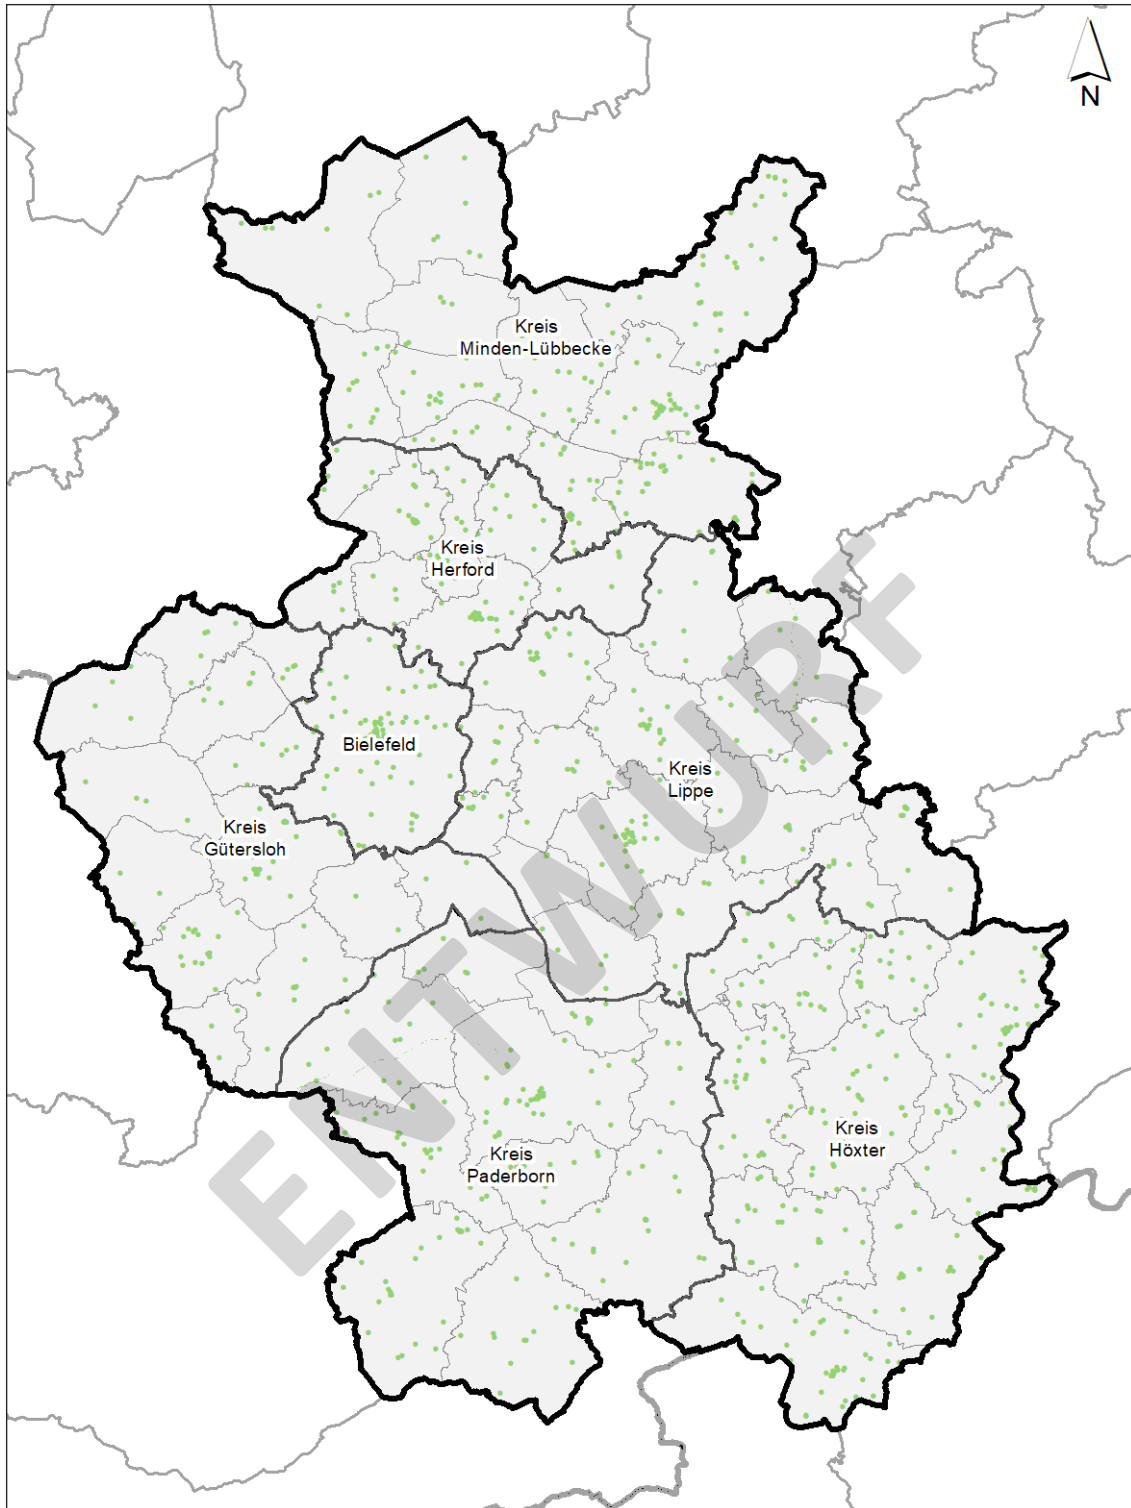 N
Kreis
Minden-Lübbecke
Kreis
Herford
Bielefeld
Kreis
Lippe
Kreis
Gütersloh
Kreis
Höxter
Kreis
Paderborn
ENTWURF